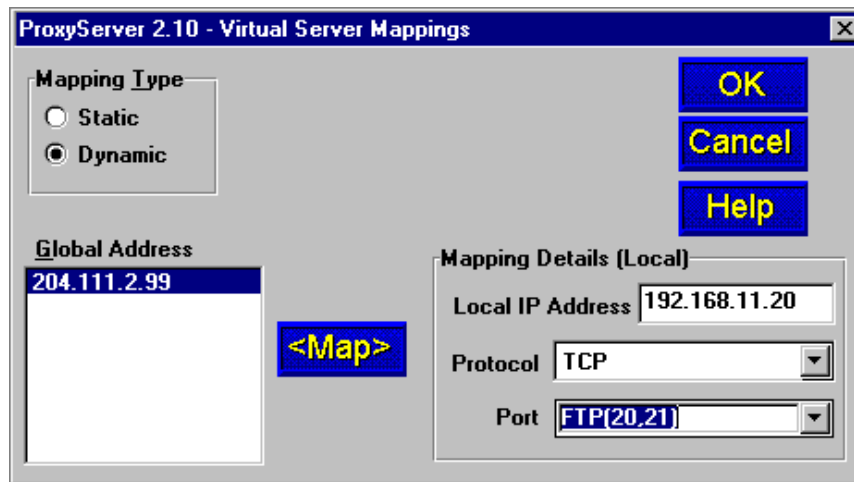 ProxyServer 2.10 - Virtual Server Mappings
Mapping Type
Static
Dynamic
OK
Cancel
Help
Global Address
204.111.2.99
<Map>
Mapping Details (Local)
Local IP Address 192.168.11.20
Protocol TCP
Port FTP(20,21)